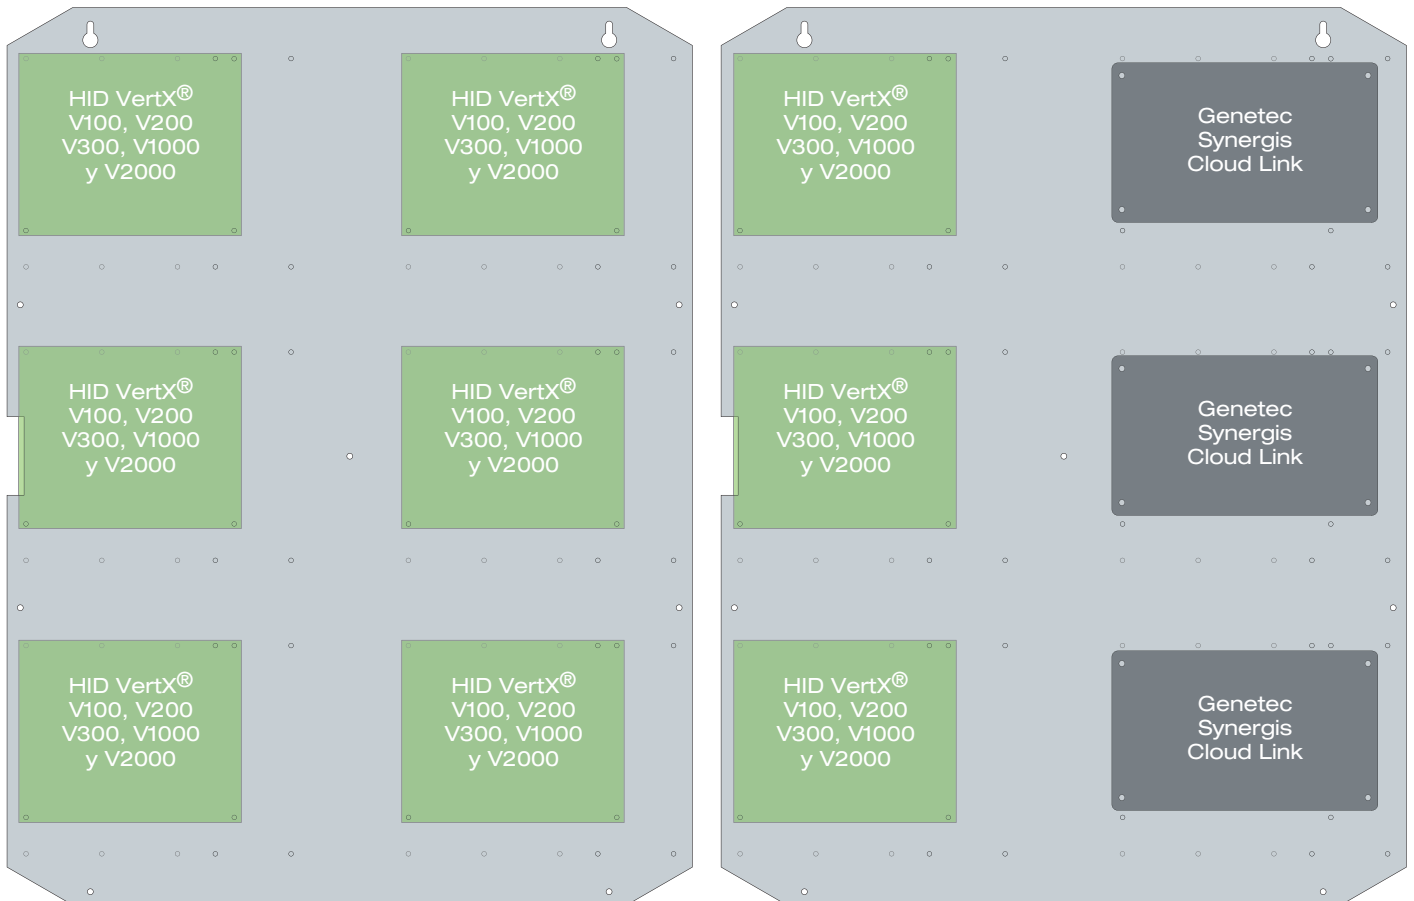 HID VertX®
V100, V200
V300, V1000
y V2000
HID VertX®
V100, V200
V300, V1000
y V2000
HID VertX®
V100, V200
V300, V1000
y V2000
Genetec
Synergis
Cloud Link
HID VertX®
V100, V200
V300, V1000
y V2000
HID VertX®
V100, V200
V300, V1000
y V2000
HID VertX®
V100, V200
V300, V1000
y V2000
Genetec
Synergis
Cloud Link
HID VertX®
V100, V200
V300, V1000
y V2000
HID VertX®
V100, V200
V300, V1000
y V2000
HID VertX®
V100, V200
V300, V1000
y V2000
Genetec
Synergis
Cloud Link